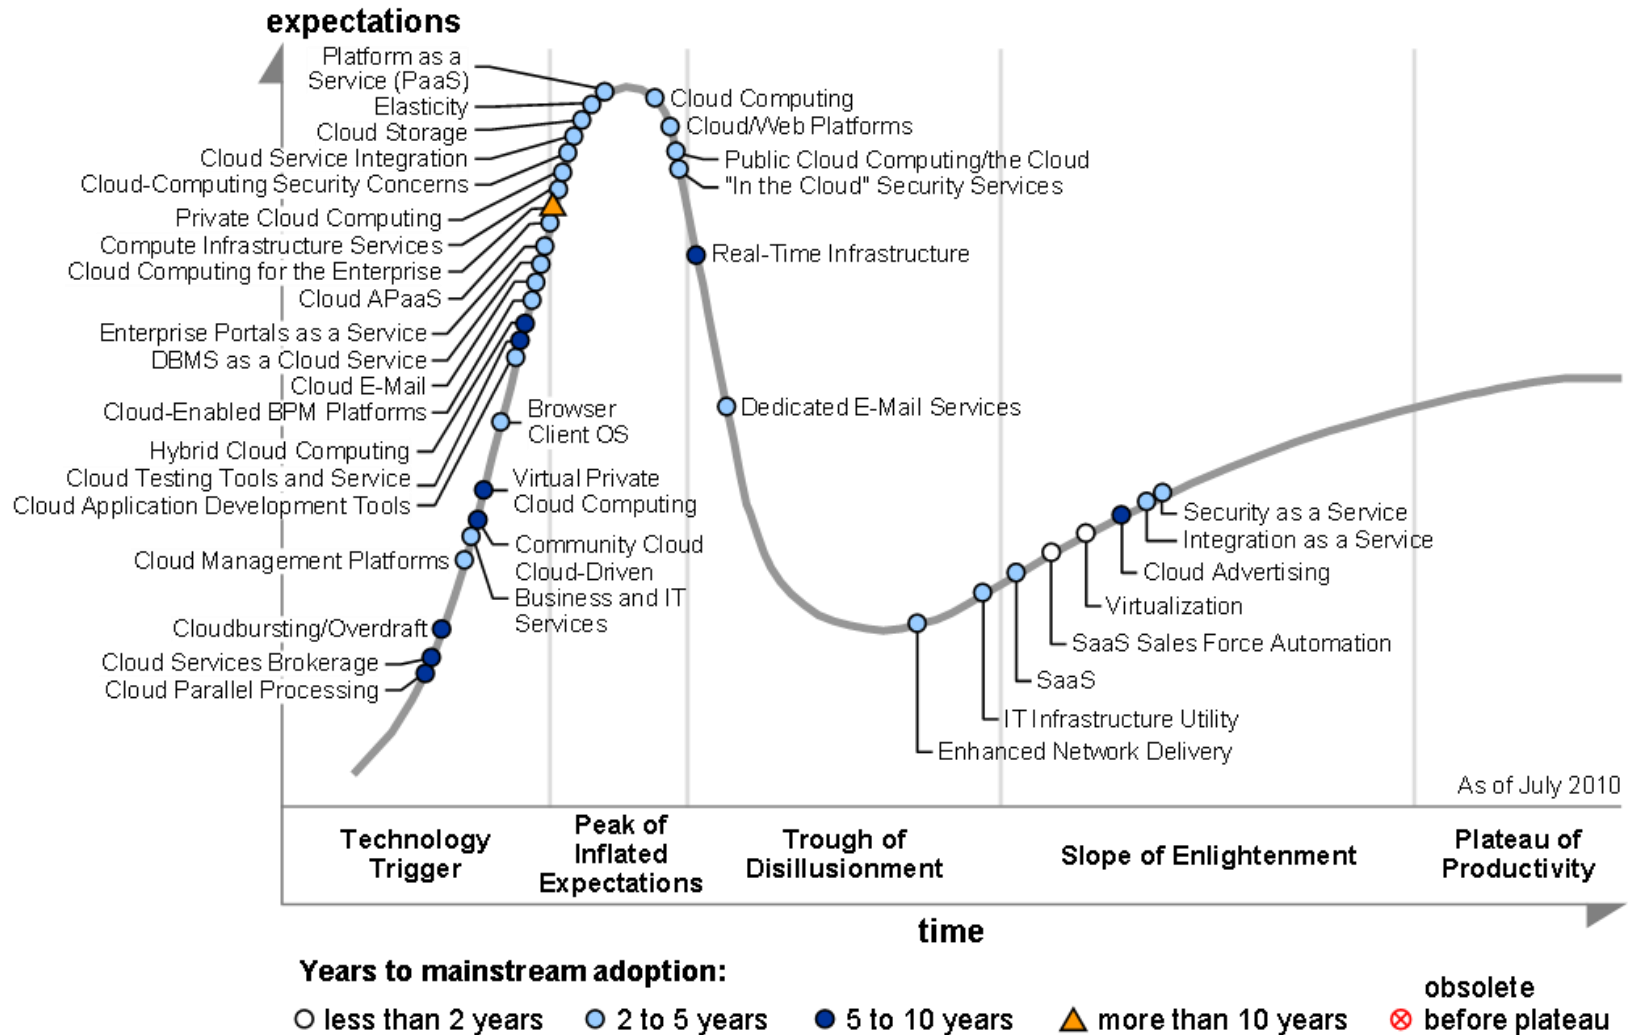 expectations
Platform as a
Service (PaaS)
Elasticity
Cloud Storage
Cloud Service Integration
Cloud-Computing Security Concerns
Private Cloud Computing
Compute Infrastructure Services
Cloud Computing for the Enterprise
Cloud APaaS
Enterprise Portals as a Service
DBMS as a Cloud Service
Cloud E-Mail
Cloud-Enabled BPM Platforms
Hybrid Cloud Computing
Cloud Testing Tools and Service
Cloud Application Development Tools
Cloud Management Platforms
Cloudbursting/Overdraft
Cloud Services Brokerage
Cloud Parallel Processing
Browser
Client OS
Virtual Private
Cloud Computing
Community Cloud
Cloud-Driven
Business and IT
Services
Cloud Computing
Cloud/Web Platforms
Public Cloud Computing/the Cloud
"In the Cloud" Security Services
Real-Time Infrastructure
Dedicated E-Mail Services
Security as a Service
Integration as a Service
Cloud Advertising
Virtualization
SaaS Sales Force Automation
SaaS
IT Infrastructure Utility
Enhanced Network Delivery
As of July 2010
Technology
Trigger
Peak of
Inflated
Expectations
Trough of
Disillusionment
Slope of Enlightenment
Plateau of
Productivity
time
Years to mainstream adoption:
less than 2 years
2 to 5 years
5 to 10 years
more than 10 years
obsolete
before plateau